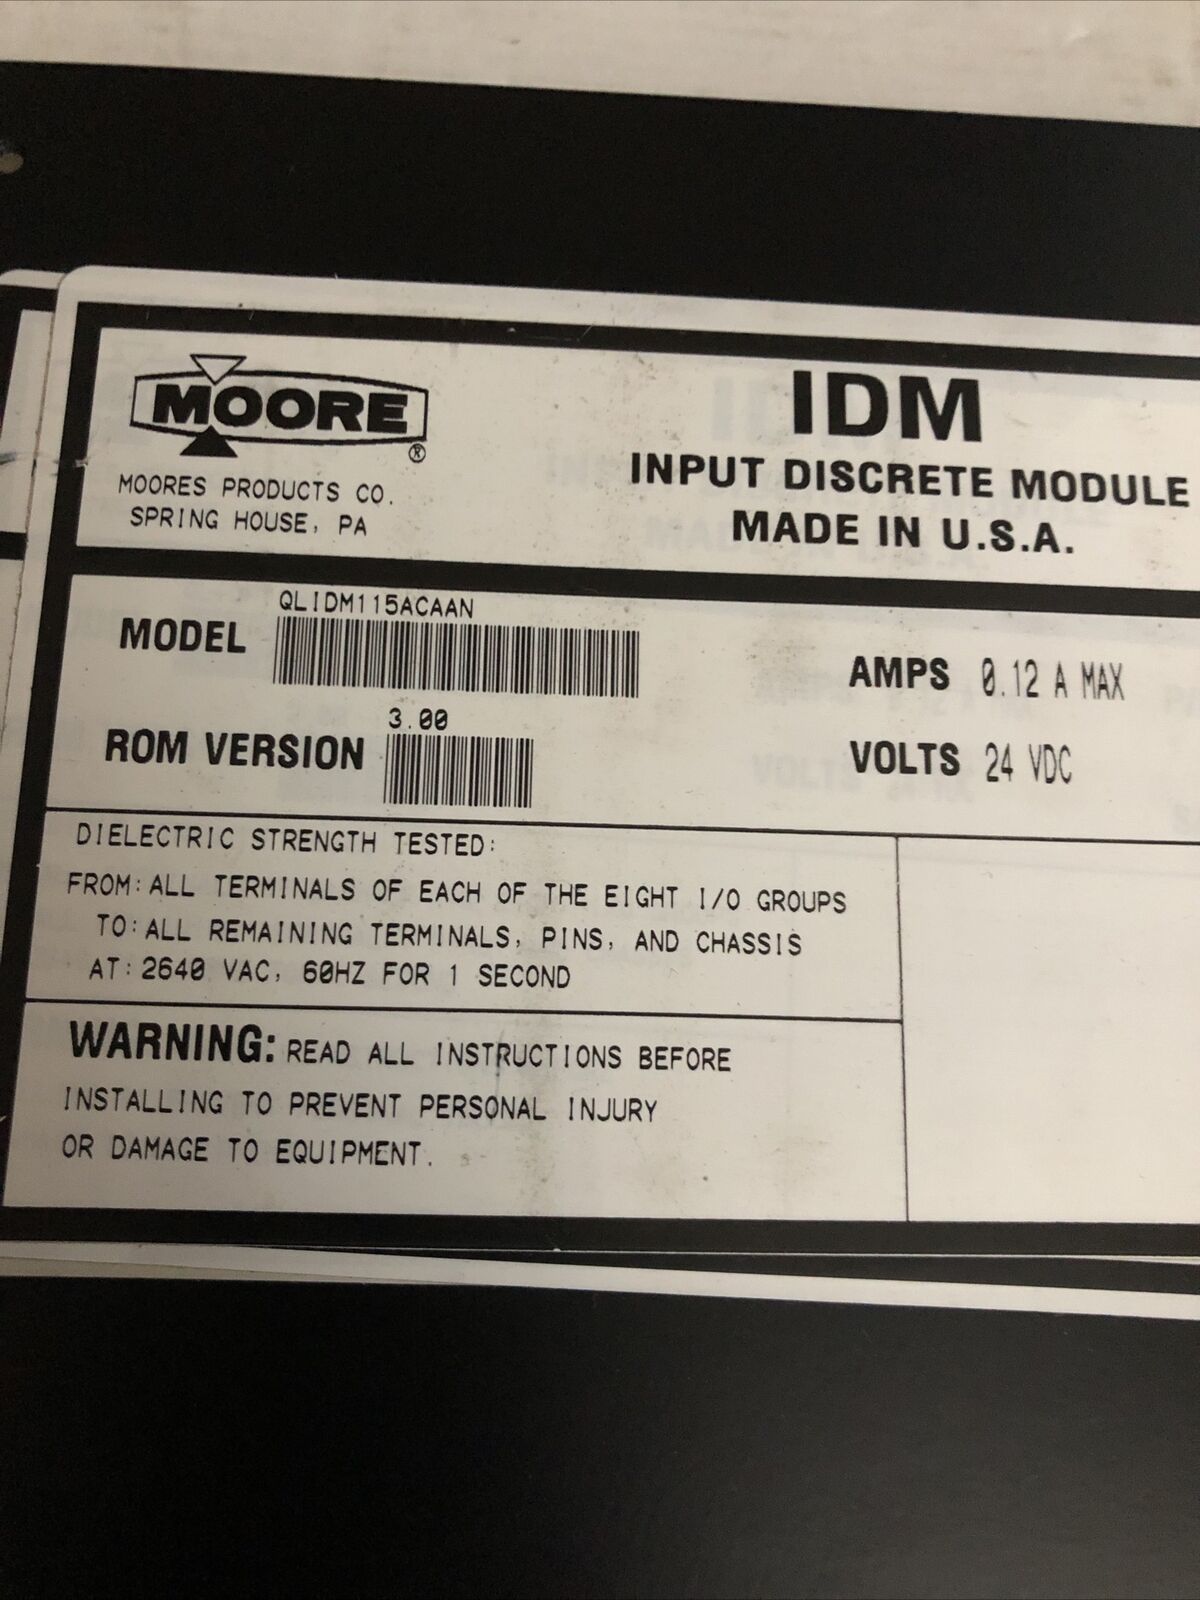 MOORE
®
MOORES PRODUCTS CO.
SPRING HOUSE, PA
IDM
INPUT DISCRETE MODULE
MADE IN U.S.A.
QLIDM115ACAAN
MODEL
AMPS 0.12 A MAX
3.00
ROM VERSION
VOLTS 24 VDC
DIELECTRIC STRENGTH TESTED:
FROM: ALL TERMINALS OF EACH OF THE EIGHT I/O GROUPS
TO: ALL REMAINING TERMINALS, PINS, AND CHASSIS
AT: 2640 VAC, 60HZ FOR 1 SECOND
WARNING: READ ALL INSTRUCTIONS BEFORE
INSTALLING TO PREVENT PERSONAL INJURY
OR DAMAGE TO EQUIPMENT.